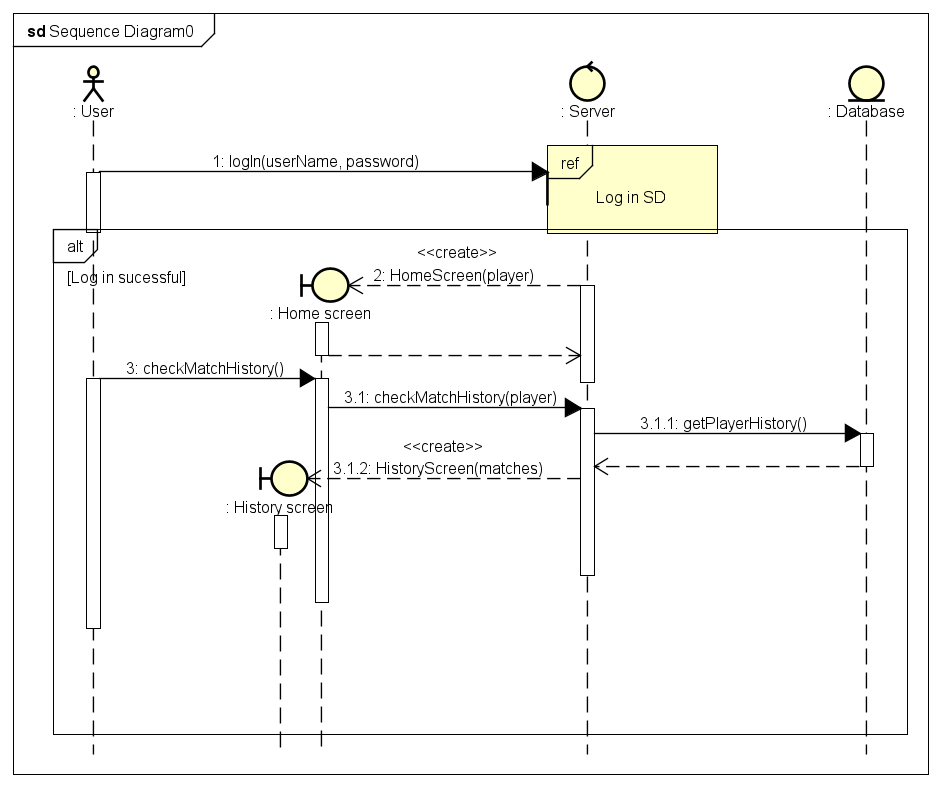 sd Sequence Diagram0
: User
: Server
: Database
1: logIn(userName, password)
ref
Log in SD
alt
[Log in sucessful]
<<create>>
2: HomeScreen(player)
: Home screen
3: checkMatchHistory()
3.1: checkMatchHistory(player)
3.1.1: getPlayerHistory()
<<create>>
3.1.2: HistoryScreen(matches)
: History screen